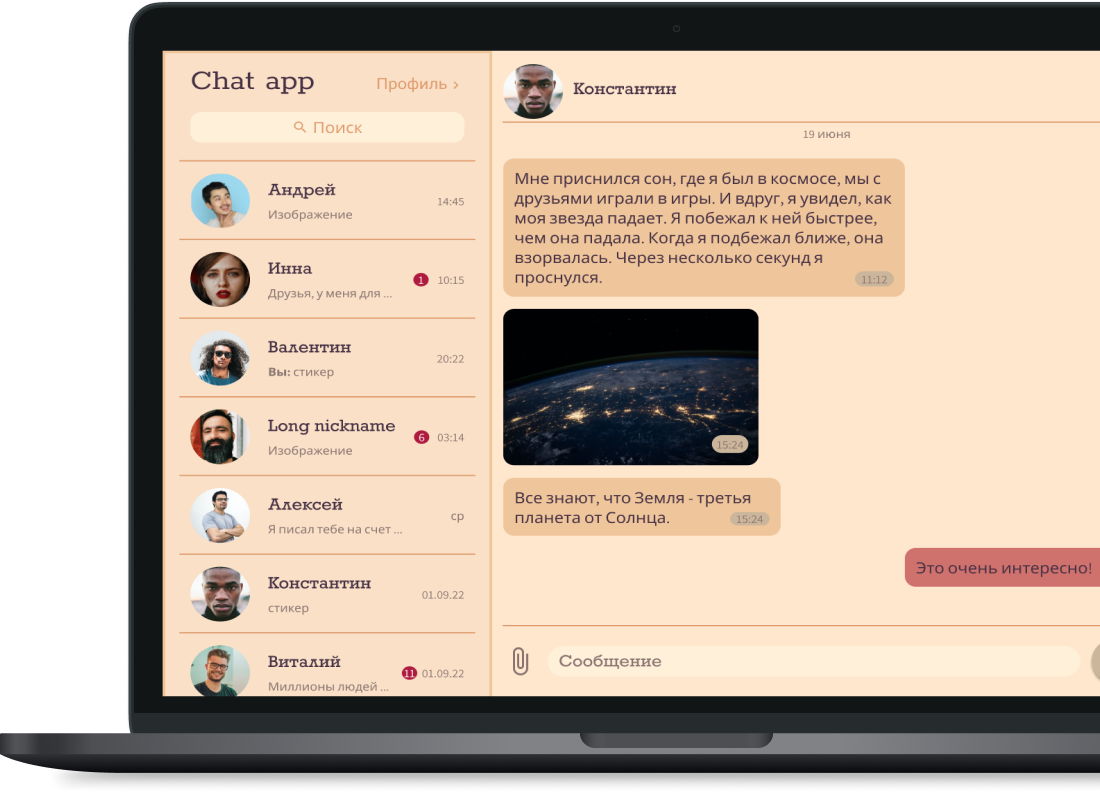 Chat app
Профиль ›
Поиск
Андрей
Изображение
14:45
Инна
Друзья, у меня для ...
1
10:15
Валентин
Вы: стикер
20:22
Long nickname
Изображение
6
03:14
Алексей
Я писал тебе на счет ...
ср
Константин
стикер
01.09.22
Виталий
Миллионы людей ...
11
01.09.22
Константин
19 июня
Мне приснился сон, где я был в космосе, мы с
друзьями играли в игры. И вдруг, я увидел, как
моя звезда падает. Я побежал к ней быстрее,
чем она падала. Когда я подбежал ближе, она
взорвалась. Через несколько секунд я
проснулся.
11:12
15:24
Все знают, что Земля - третья
планета от Солнца.
15:24
Это очень интересно!
Сообщение